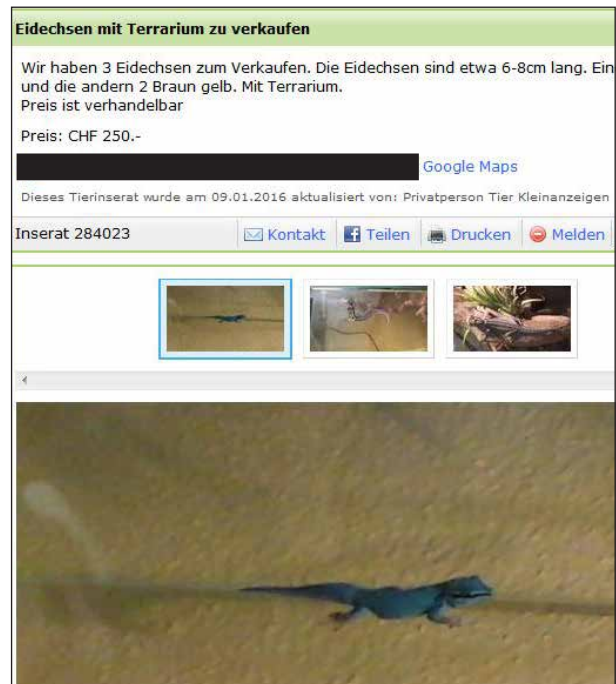 Eidechsen mit Terrarium zu verkaufen
Wir haben 3 Eidechsen zum Verkaufen. Die Eidechsen sind etwa 6-8cm lang. Ein
und die andern 2 Braun gelb. Mit Terrarium.
Preis ist verhandelbar
Preis: CHF 250.-
Google Maps
Dieses Tierinserat wurde am 09.01.2016 aktualisiert von: Privatperson Tier Kleinanzeigen
Inserat 284023 Kontakt Teilen Drucken Melden